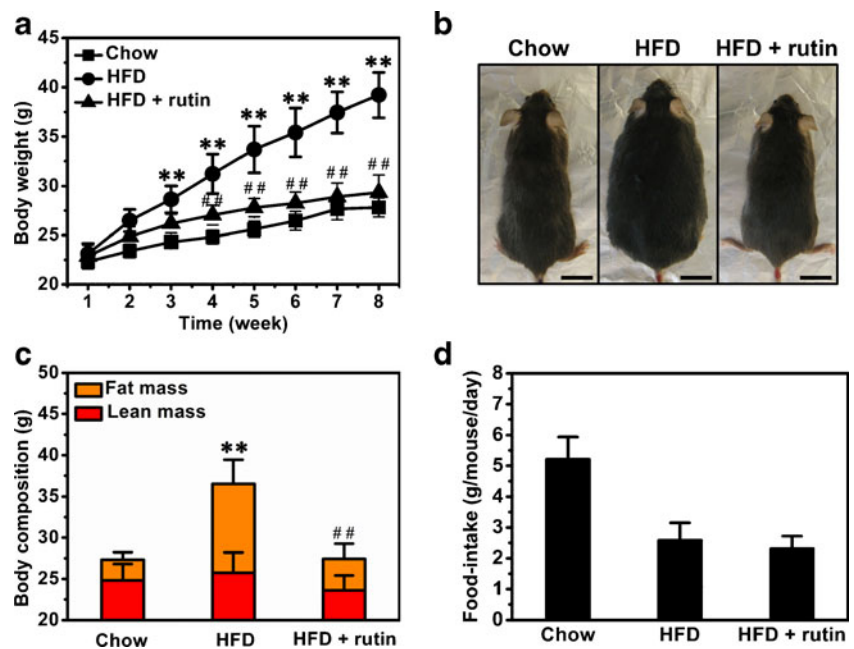 a
45
40
35
30
25
20
Body weight (g)
Chow
HFD
HFD + rutin
**
**
**
**
**
**
##
##
##
##
##
1 2 3 4 5 6 7 8
Time (week)
b
Chow HFD HFD + rutin
c
50
45
40
35
30
25
20
Body composition (g)
Fat mass
Lean mass
**
##
Chow HFD HFD + rutin
d
8
7
6
5
4
3
2
1
0
Food-intake (g/mouse/day)
Chow HFD HFD + rutin